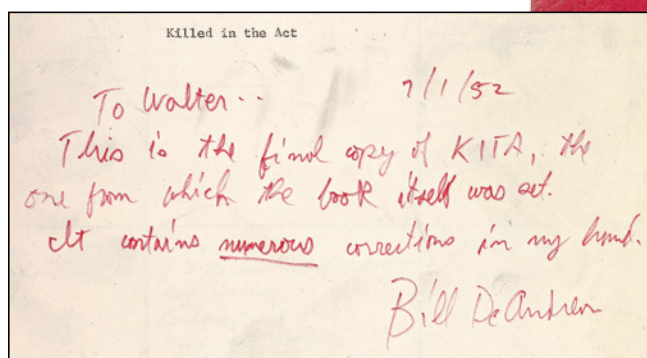 Killed in the Act
To Walter--
7/1/82
This is the final copy of KITA, the
one from which the book itself was set.
It contains numerous corrections in my hand.
Bill DeAndrea